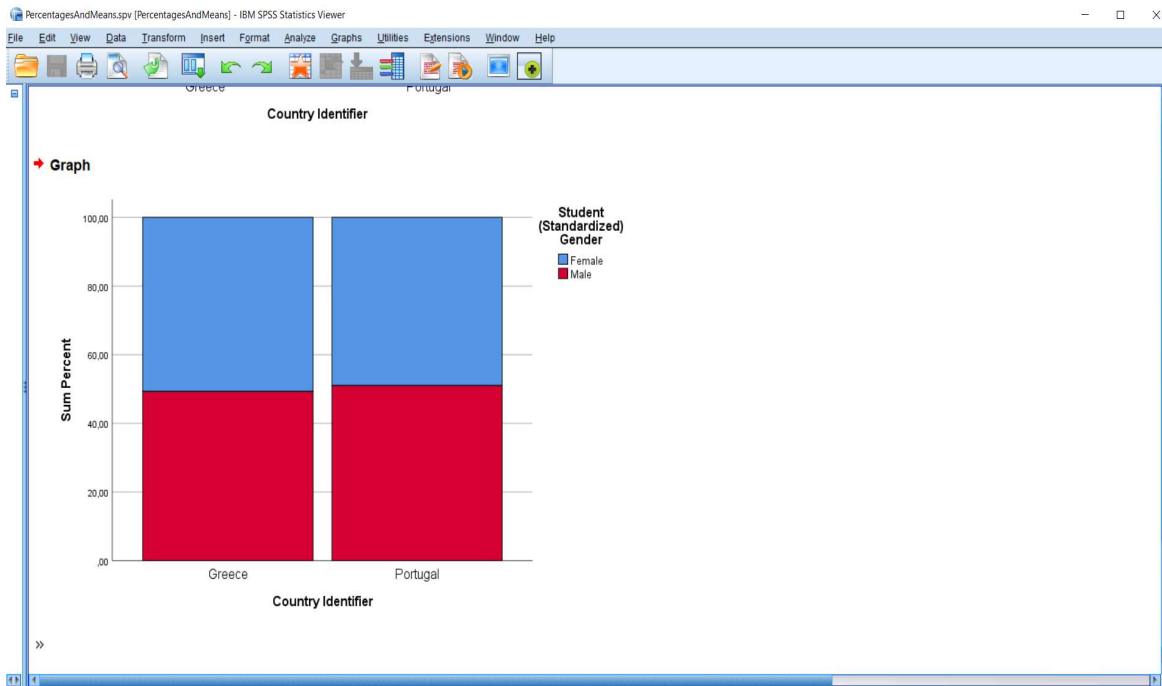 PercentagesAndMeans.spv [PercentagesAndMeans] - IBM SPSS Statistics Viewer
File Edit View Data Transform Insert Format Analyze Graphs Utilities Extensions Window Help
Greece Portugal
Country Identifier
Graph
Student
(Standardized)
Gender
Female
Male
Sum Percent
100,00
80,00
60,00
40,00
20,00
,00
Greece Portugal
Country Identifier